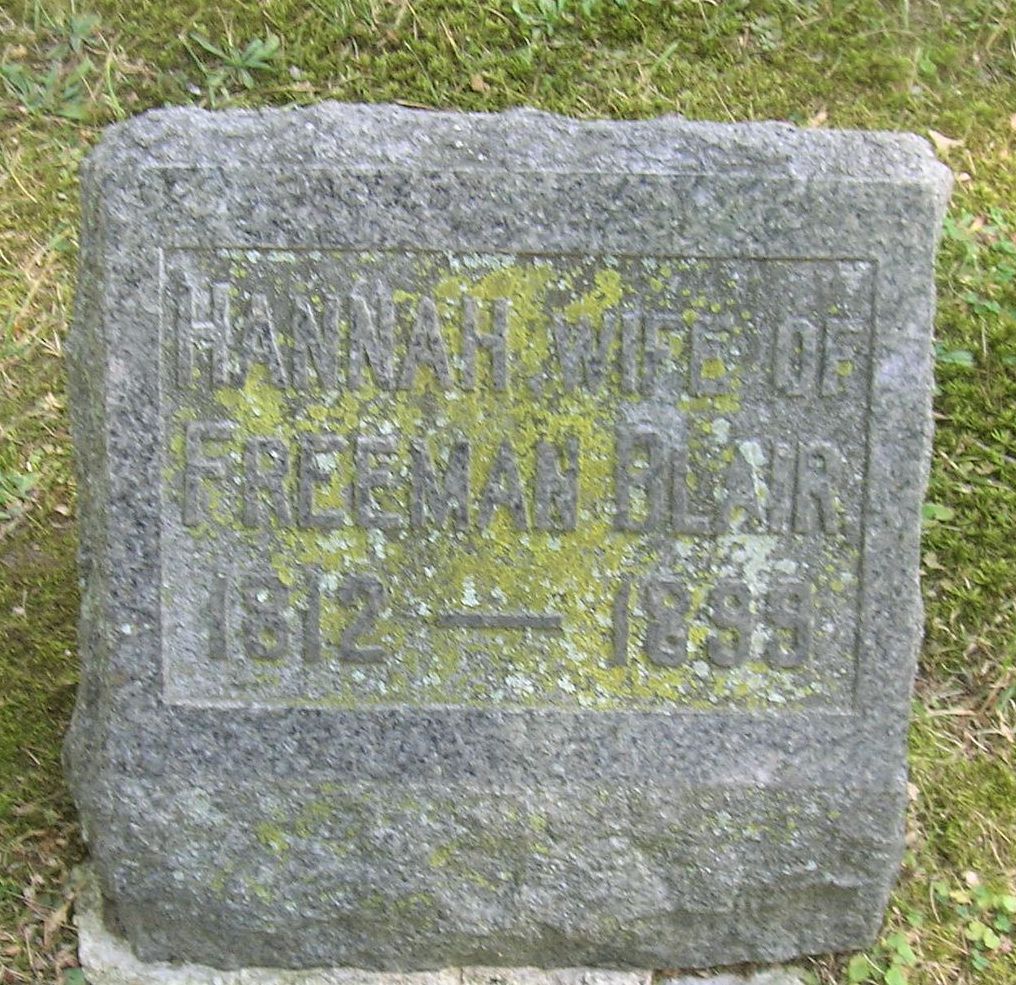 HANNAH, WIFE OF
FREEMAN BLAIR
1812 — 1899